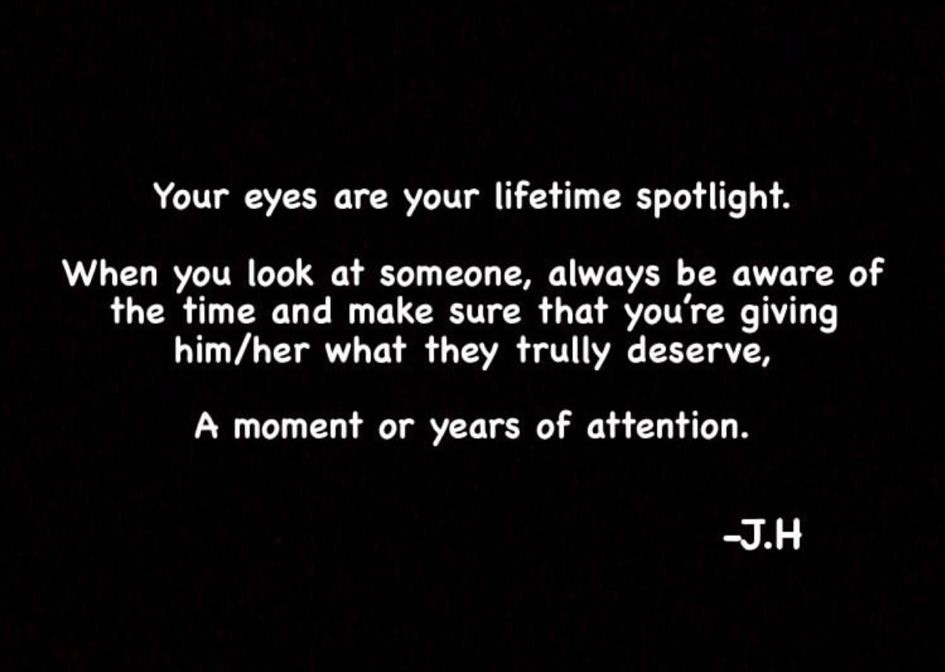 Your eyes are your lifetime spotlight.
When you look at someone, always be aware of
the time and make sure that you're giving
him/her what they trully deserve,
A moment or years of attention.
-J.H